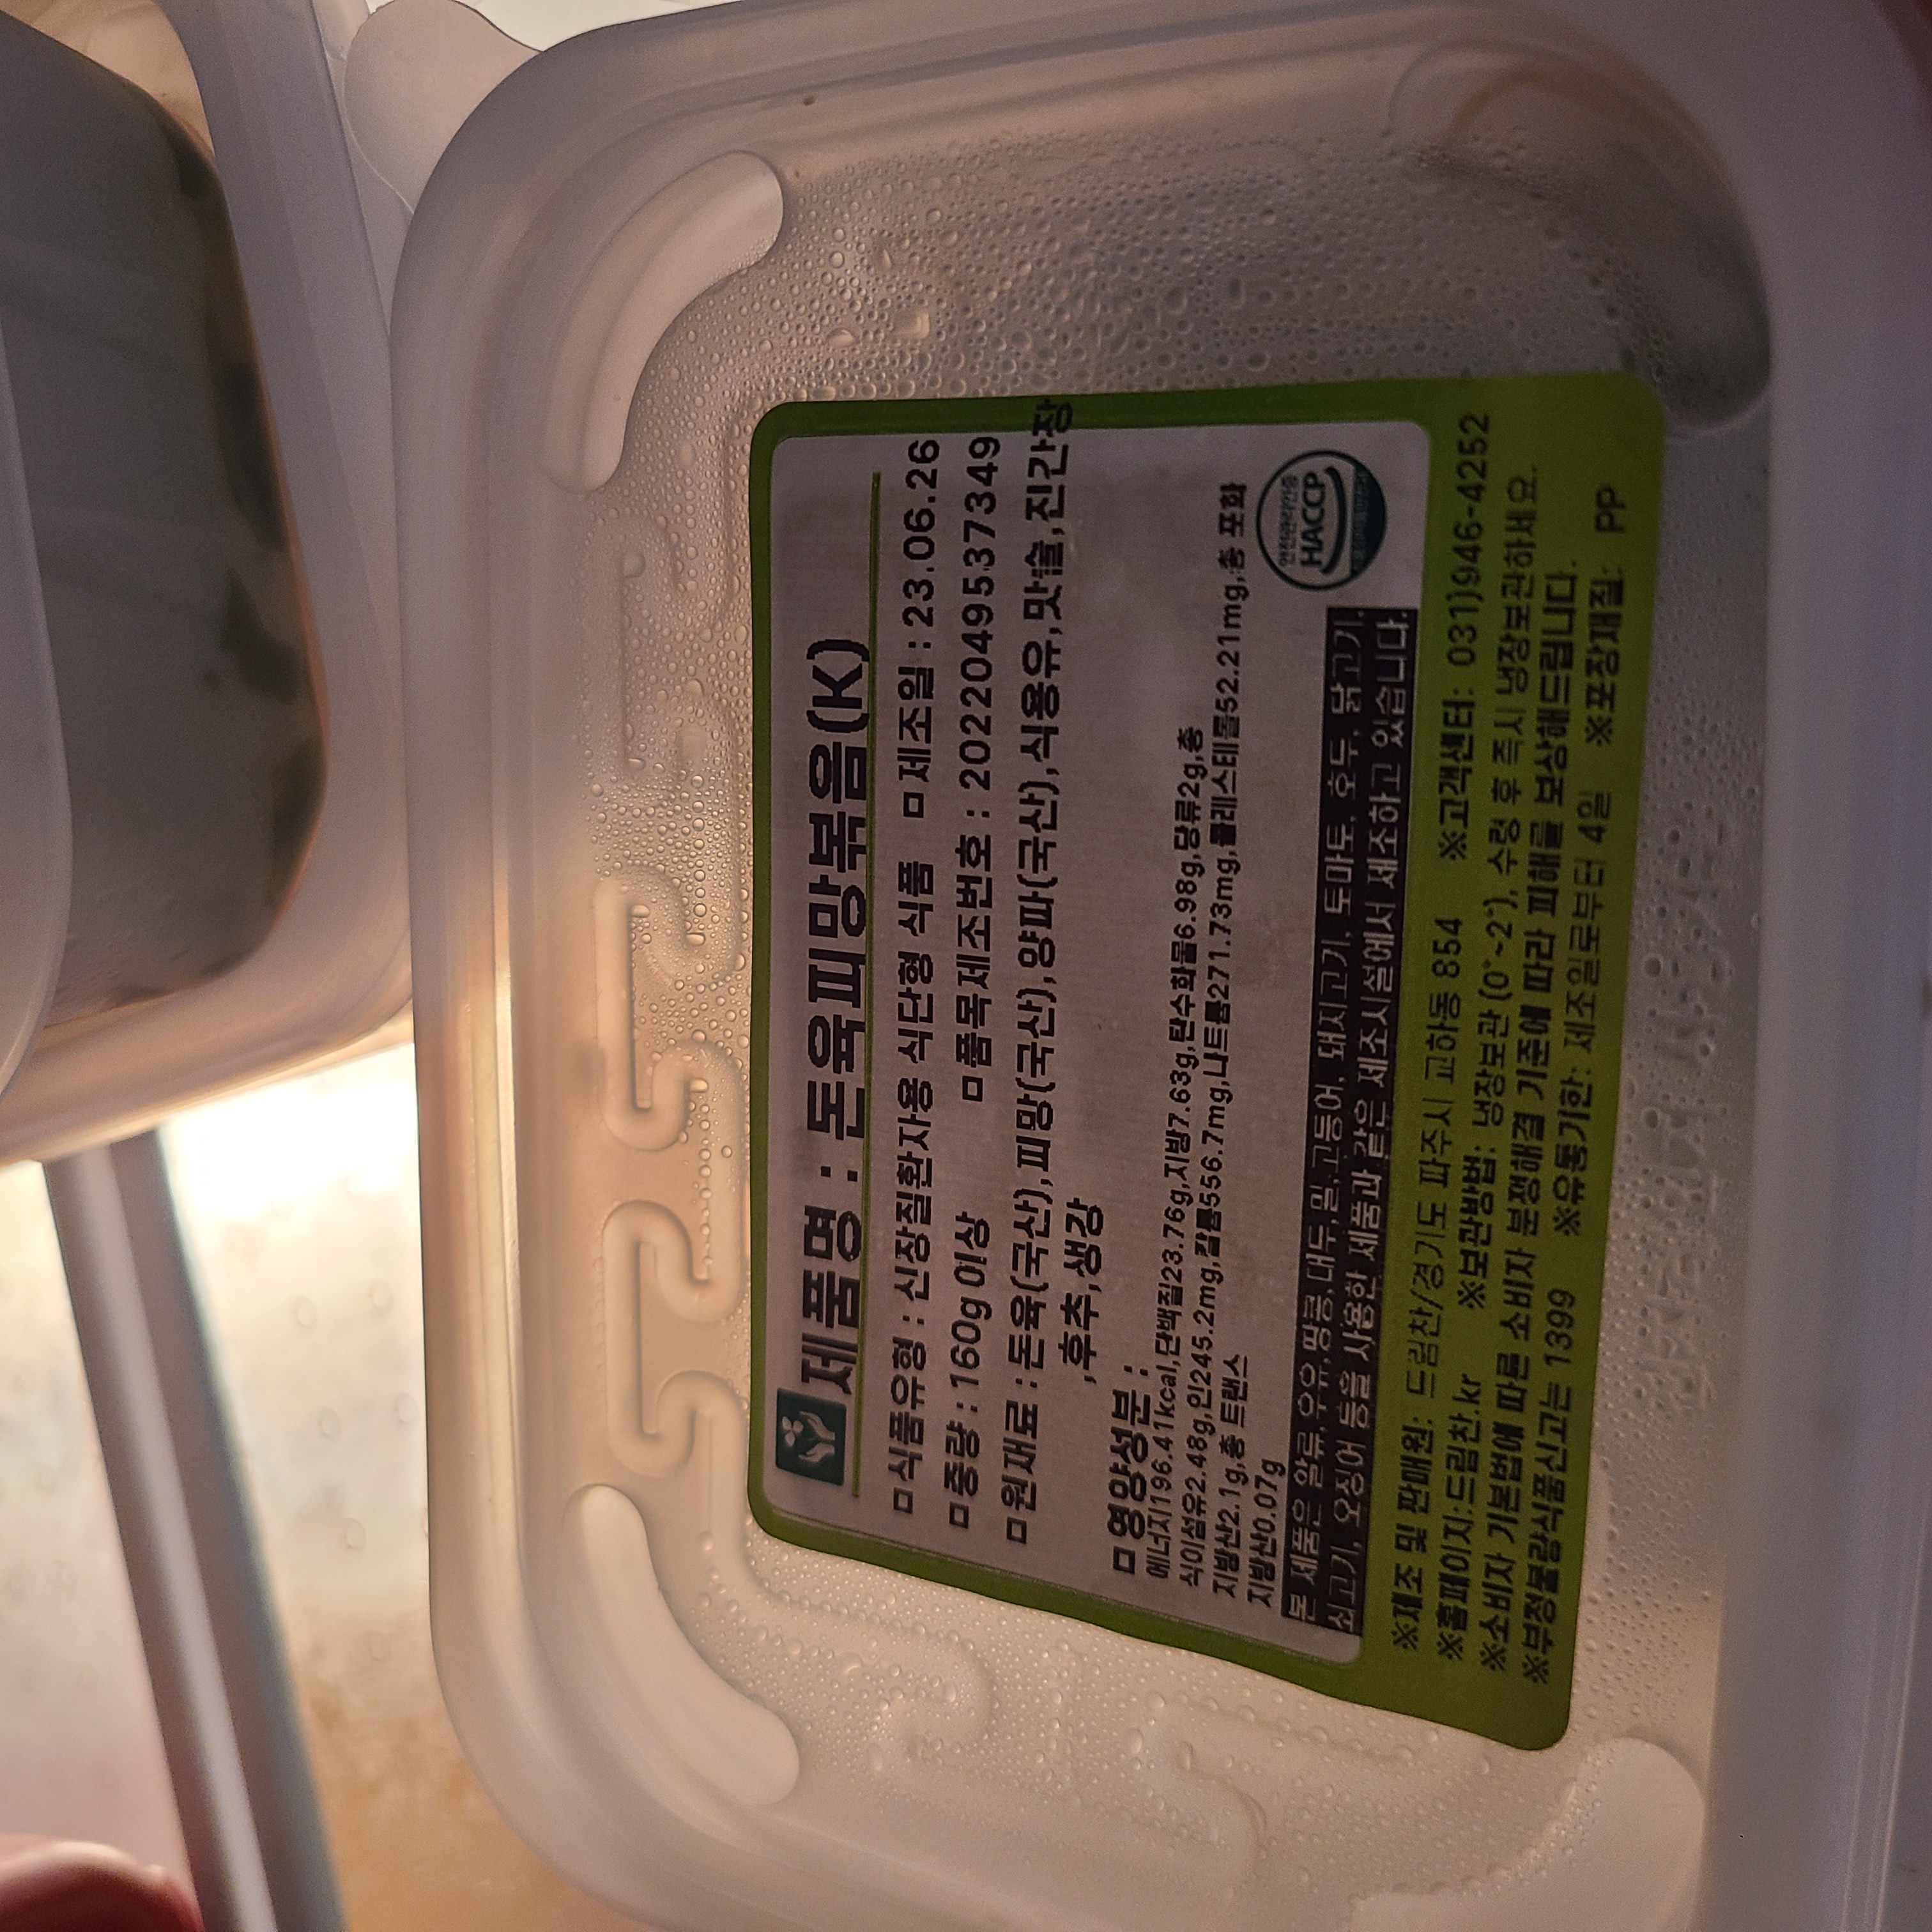 제품명 : 돈육피망볶음(K)
ㅁ식품유형 : 신장질환자용 식단형 식품 ㅁ제조일 : 23.06.26
ㅁ중량 : 160g 이상 ㅁ품목제조번호 : 2022049537349
ㅁ원재료 : 돈육(국산),피망(국산),양파(국산),식용유,맛술,진간장
,후추,생강
ㅁ영양성분 :
에너지196.41kcal,단백질23.76g,지방7.63g,탄수화물6.98g,당류2g,총
식이섬유2.48g,인245.2mg,칼륨556.7mg,나트륨271.73mg,콜레스테롤52.21mg,총 포화
지방산2.1g,총 트랜스
지방산0.07g
안전관리인증
HACCP
본 제품은 알류,우유,땅콩,대두,밀,고등어, 돼지고기, 토마토, 호두, 닭고기,
쇠고기, 오징어 등을 사용한 제품과 같은 제조시설에서 제조하고 있습니다.
※제조 및 판매원: 드림찬/경기도 파주시 교하동 854 ※고객센터: 031)946-4252
※홈페이지:드림찬.kr ※보관방법: 냉장보관 (0°~2°), 수령 후 즉시 냉장보관하세요.
※소비자 기본법에 따른 소비자 분쟁해결 기준에 따라 피해를 보상해드립니다.
※부정불량식품신고는 1399 ※유통기한: 제조일로부터 4일 ※포장재질: PP